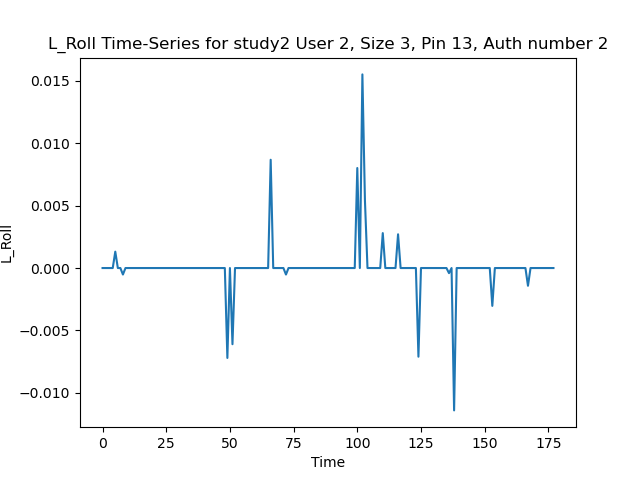 L_Roll Time-Series for study2 User 2, Size 3, Pin 13, Auth number 2
0.015
0.010
0.005
0.000
−0.005
−0.010
L_Roll
0 25 50 75 100 125 150 175
Time